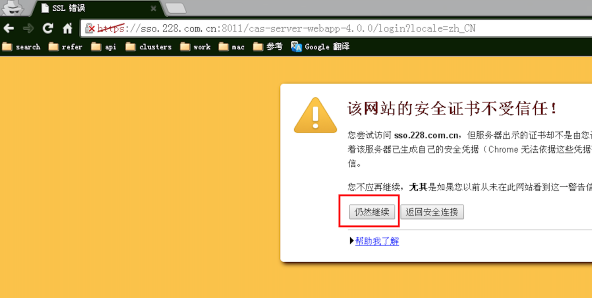 SSL 错误
https://sso.228.com.cn:8011/cas-server-webapp-4.0.0/login?locale=zh_CN
search refer api clusters work mac 参考 Google 翻译
该网站的安全证书不受信任!
您尝试访问 sso.228.com.cn，但服务器出示的证书却不是由您
着该服务器已生成自己的安全凭据（Chrome 无法依据这些凭据
信。
您不应再继续，尤其是如果您以前从未在此网站看到这一警告信
仍然继续 返回安全连接
帮助我了解